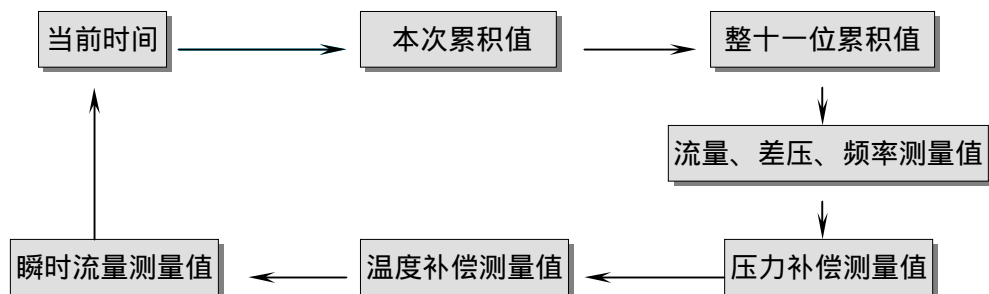 当前时间
本次累积值
整十一位累积值
流量、差压、频率测量值
瞬时流量测量值
温度补偿测量值
压力补偿测量值